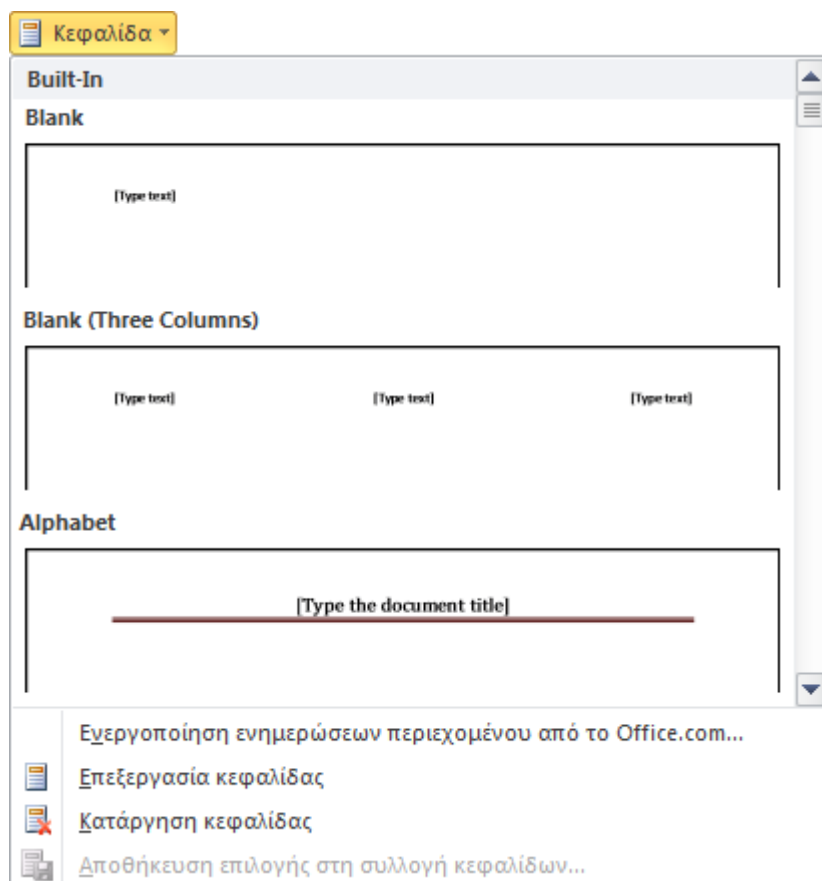 Κεφαλίδα
Built-In
Blank
[Type text]
Blank (Three Columns)
[Type text] [Type text] [Type text]
Alphabet
[Type the document title]
Ενεργοποίηση ενημερώσεων περιεχομένου από το Office.com...
Επεξεργασία κεφαλίδας
Κατάργηση κεφαλίδας
Αποθήκευση επιλογής στη συλλογή κεφαλίδων...